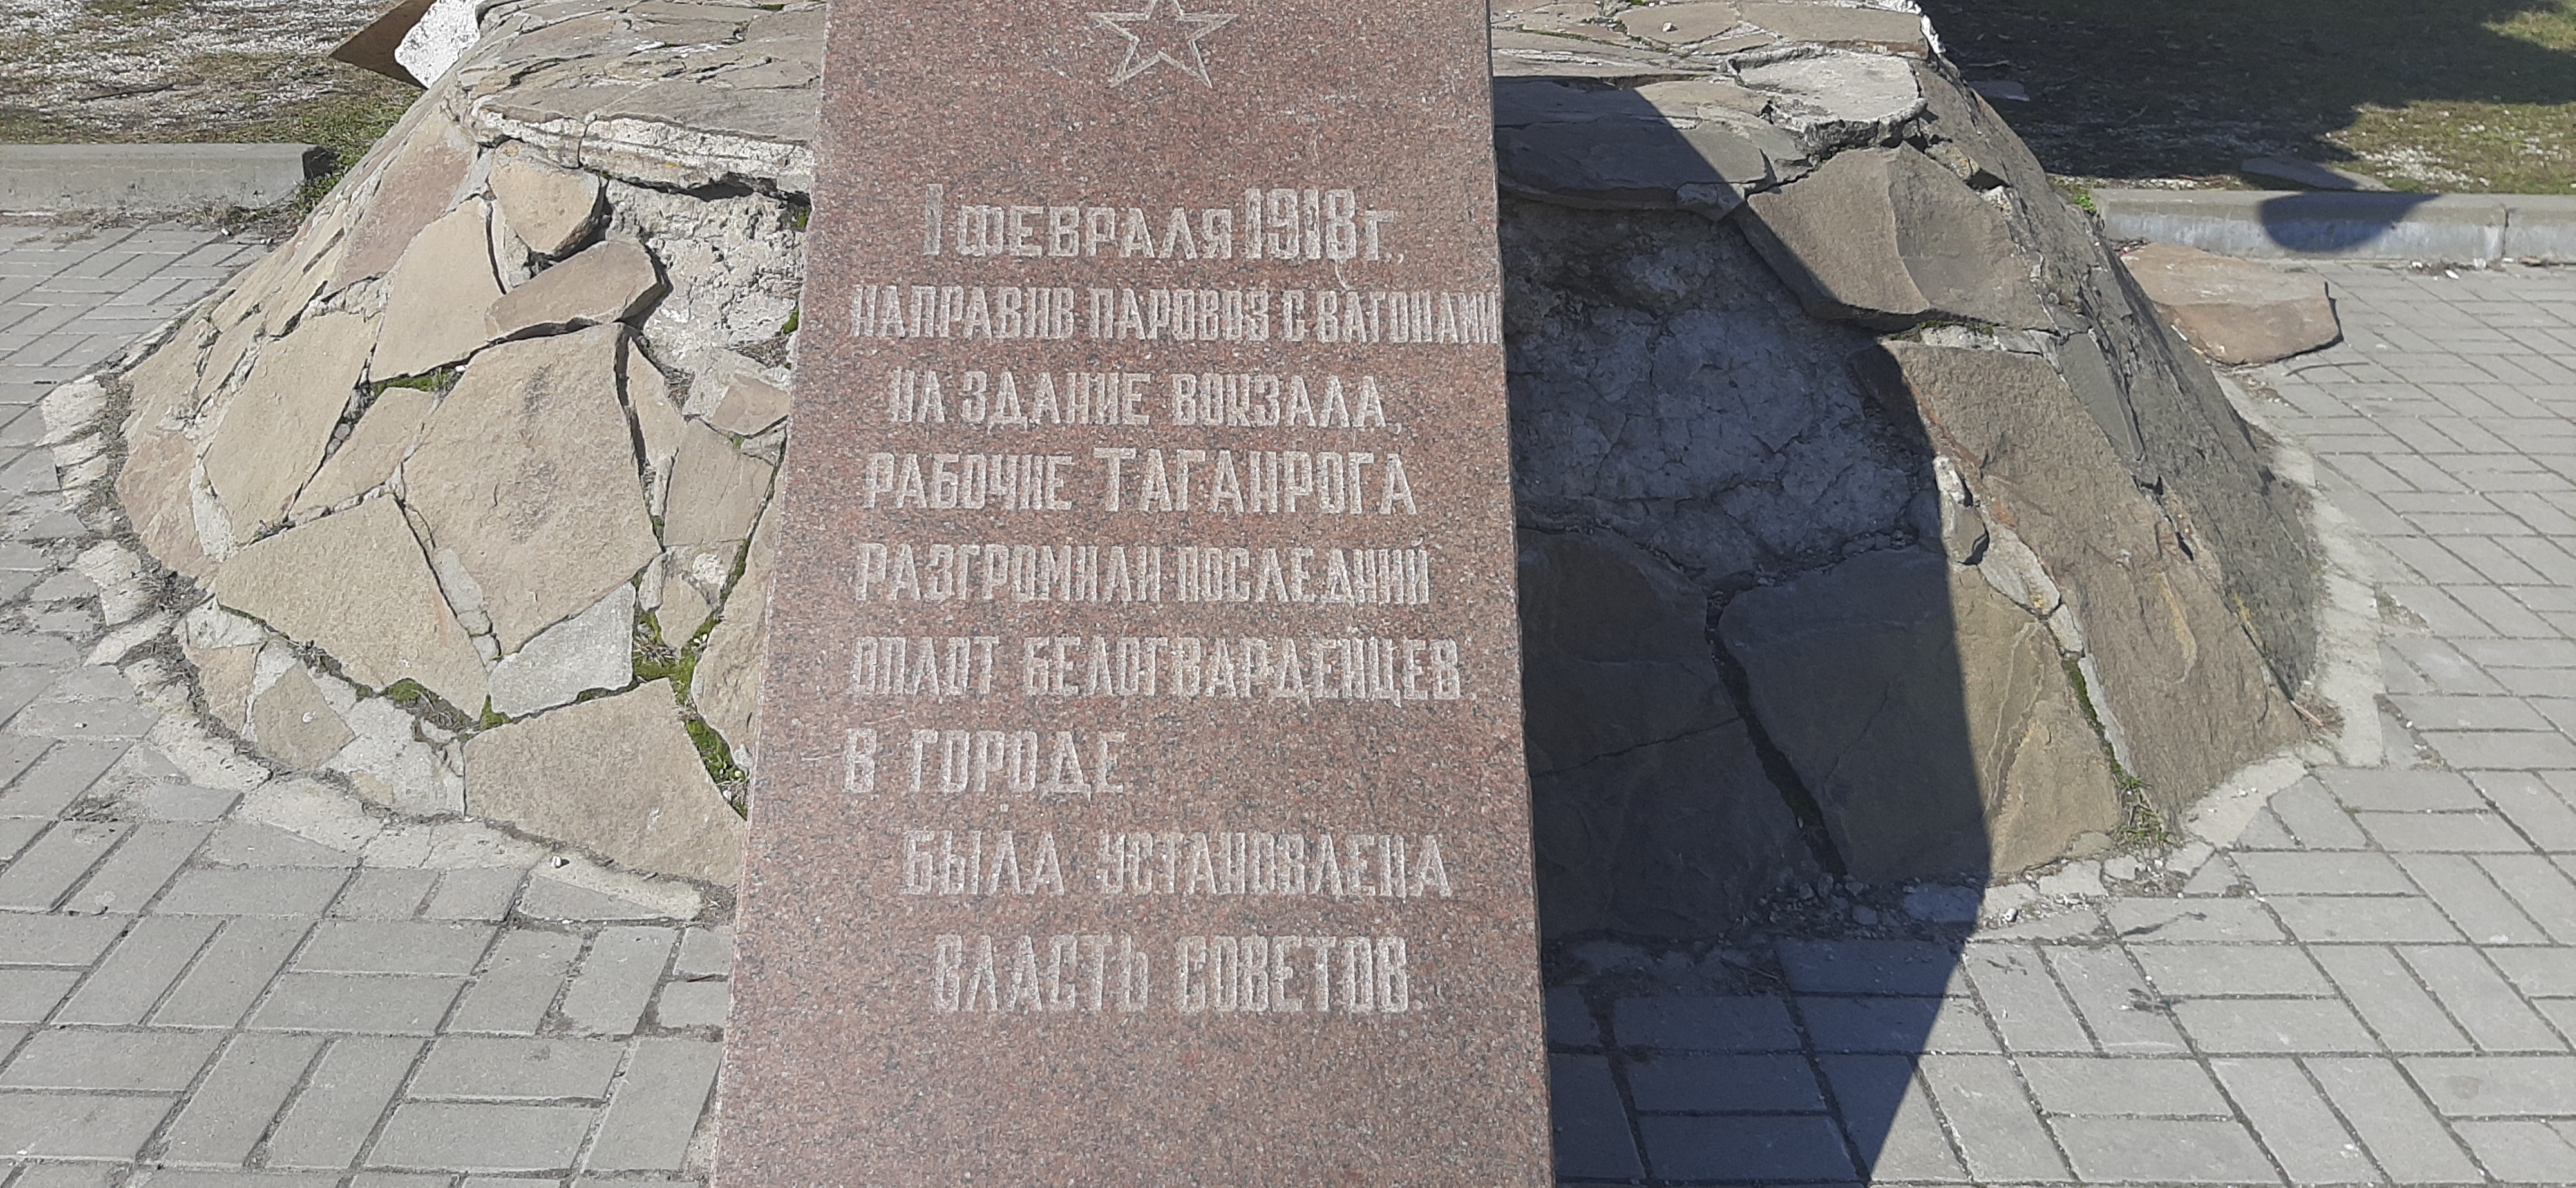 1 ФЕВРАЛЯ 1918 г.,
НАПРАВИВ ПАРОВОЗ С ВАГОНАМИ
НА ЗДАНИЕ ВОКЗАЛА,
РАБОЧИЕ ТАГАНРОГА
РАЗГРОМИЛИ ПОСЛЕДНИЙ
ОПЛОТ БЕЛОГВАРДЕЙЦЕВ.
В ГОРОДЕ
БЫЛА УСТАНОВЛЕНА
ВЛАСТЬ СОВЕТОВ.